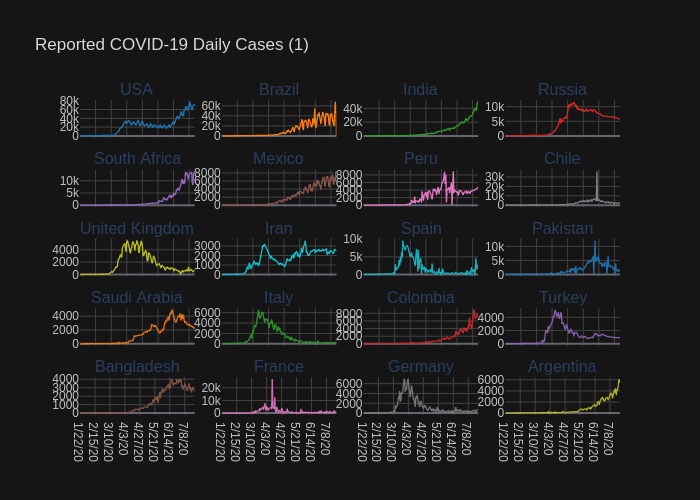 Reported COVID-19 Daily Cases (1)
USA Brazil India Russia
80k 60k 40k 20k 0
60k 40k 20k 0
40k 20k 0
10k 5k 0
South Africa Mexico Peru Chile
10k 5k 0
8000 6000 4000 2000 0
8000 6000 4000 2000 0
30k 20k 10k 0
United Kingdom Iran Spain Pakistan
4000 2000 0
3000 2000 1000 0
10k 5k 0
10k 5k 0
Saudi Arabia Italy Colombia Turkey
4000 2000 0
6000 4000 2000 0
8000 6000 4000 2000 0
4000 2000 0
Bangladesh France Germany Argentina
4000 3000 2000 1000 0
20k 10k 0
6000 4000 2000 0
6000 4000 2000 0
1/22/20 2/15/20 3/10/20 4/3/20 4/27/20 5/21/20 6/14/20 7/8/20
1/22/20 2/15/20 3/10/20 4/3/20 4/27/20 5/21/20 6/14/20 7/8/20
1/22/20 2/15/20 3/10/20 4/3/20 4/27/20 5/21/20 6/14/20 7/8/20
1/22/20 2/15/20 3/10/20 4/3/20 4/27/20 5/21/20 6/14/20 7/8/20